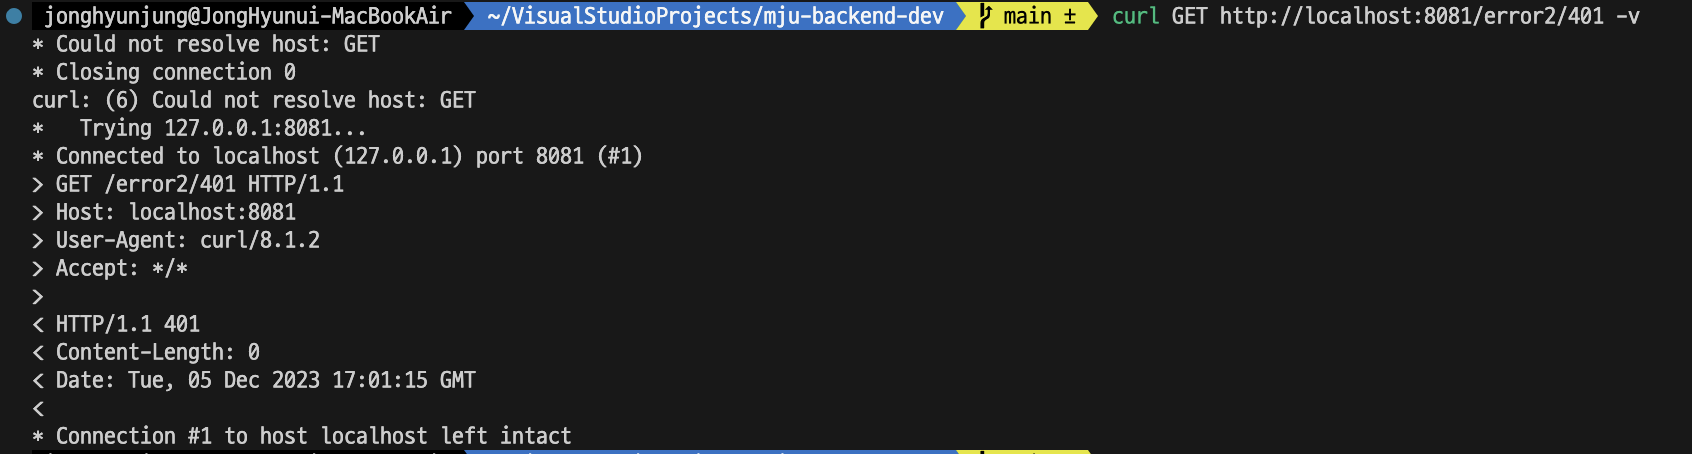 jonghyunjung@JongHyunui-MacBookAir ~/VisualStudioProjects/mju-backend-dev main ± curl GET http://localhost:8081/error2/401 -v
* Could not resolve host: GET
* Closing connection 0
curl: (6) Could not resolve host: GET
*   Trying 127.0.0.1:8081...
* Connected to localhost (127.0.0.1) port 8081 (#1)
> GET /error2/401 HTTP/1.1
> Host: localhost:8081
> User-Agent: curl/8.1.2
> Accept: */*
>
< HTTP/1.1 401
< Content-Length: 0
< Date: Tue, 05 Dec 2023 17:01:15 GMT
<
* Connection #1 to host localhost left intact